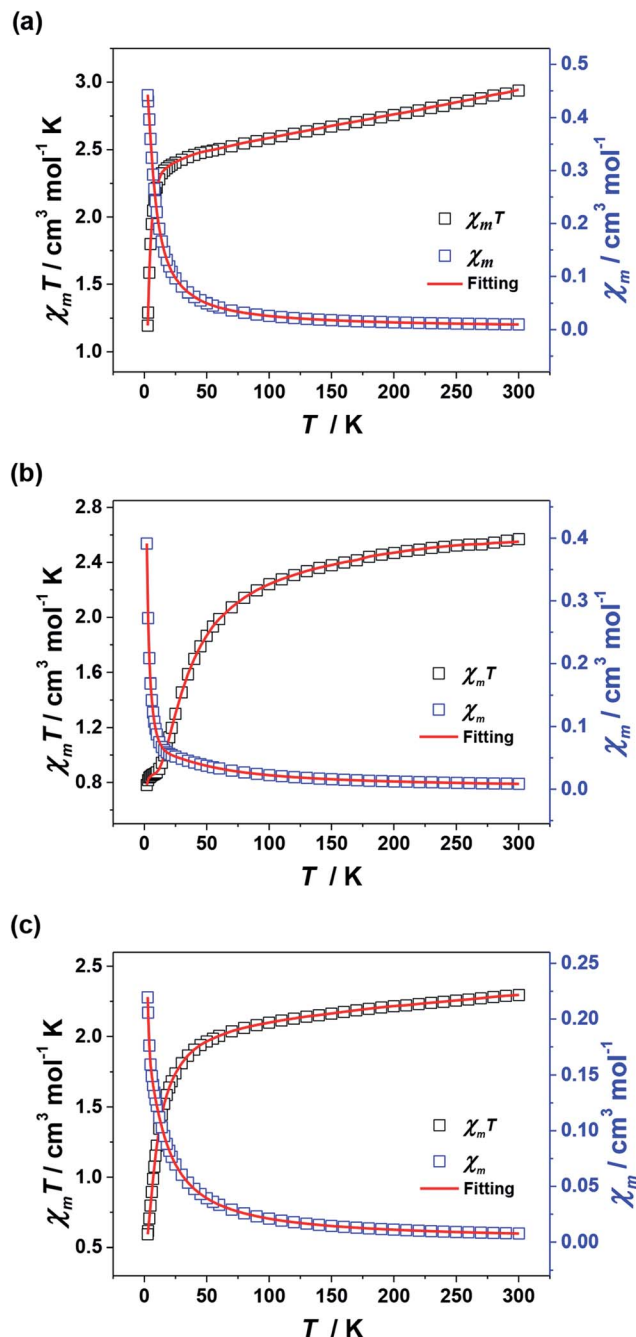 (a)
3.0
2.5
2.0
1.5
1.0
χₘT / cm³ mol⁻¹ K
0.5
0.4
0.3
0.2
0.1
0.0
χₘ / cm³ mol⁻¹
χₘT
χₘ
Fitting
0 50 100 150 200 250 300
T / K
(b)
2.8
2.4
2.0
1.6
1.2
0.8
χₘT / cm³ mol⁻¹ K
0.4
0.3
0.2
0.1
0.0
χₘ / cm³ mol⁻¹
χₘT
χₘ
Fitting
0 50 100 150 200 250 300
T / K
(c)
2.5
2.0
1.5
1.0
0.5
χₘT / cm³ mol⁻¹ K
0.25
0.20
0.15
0.10
0.05
0.00
χₘ / cm³ mol⁻¹
χₘT
χₘ
Fitting
0 50 100 150 200 250 300
T / K